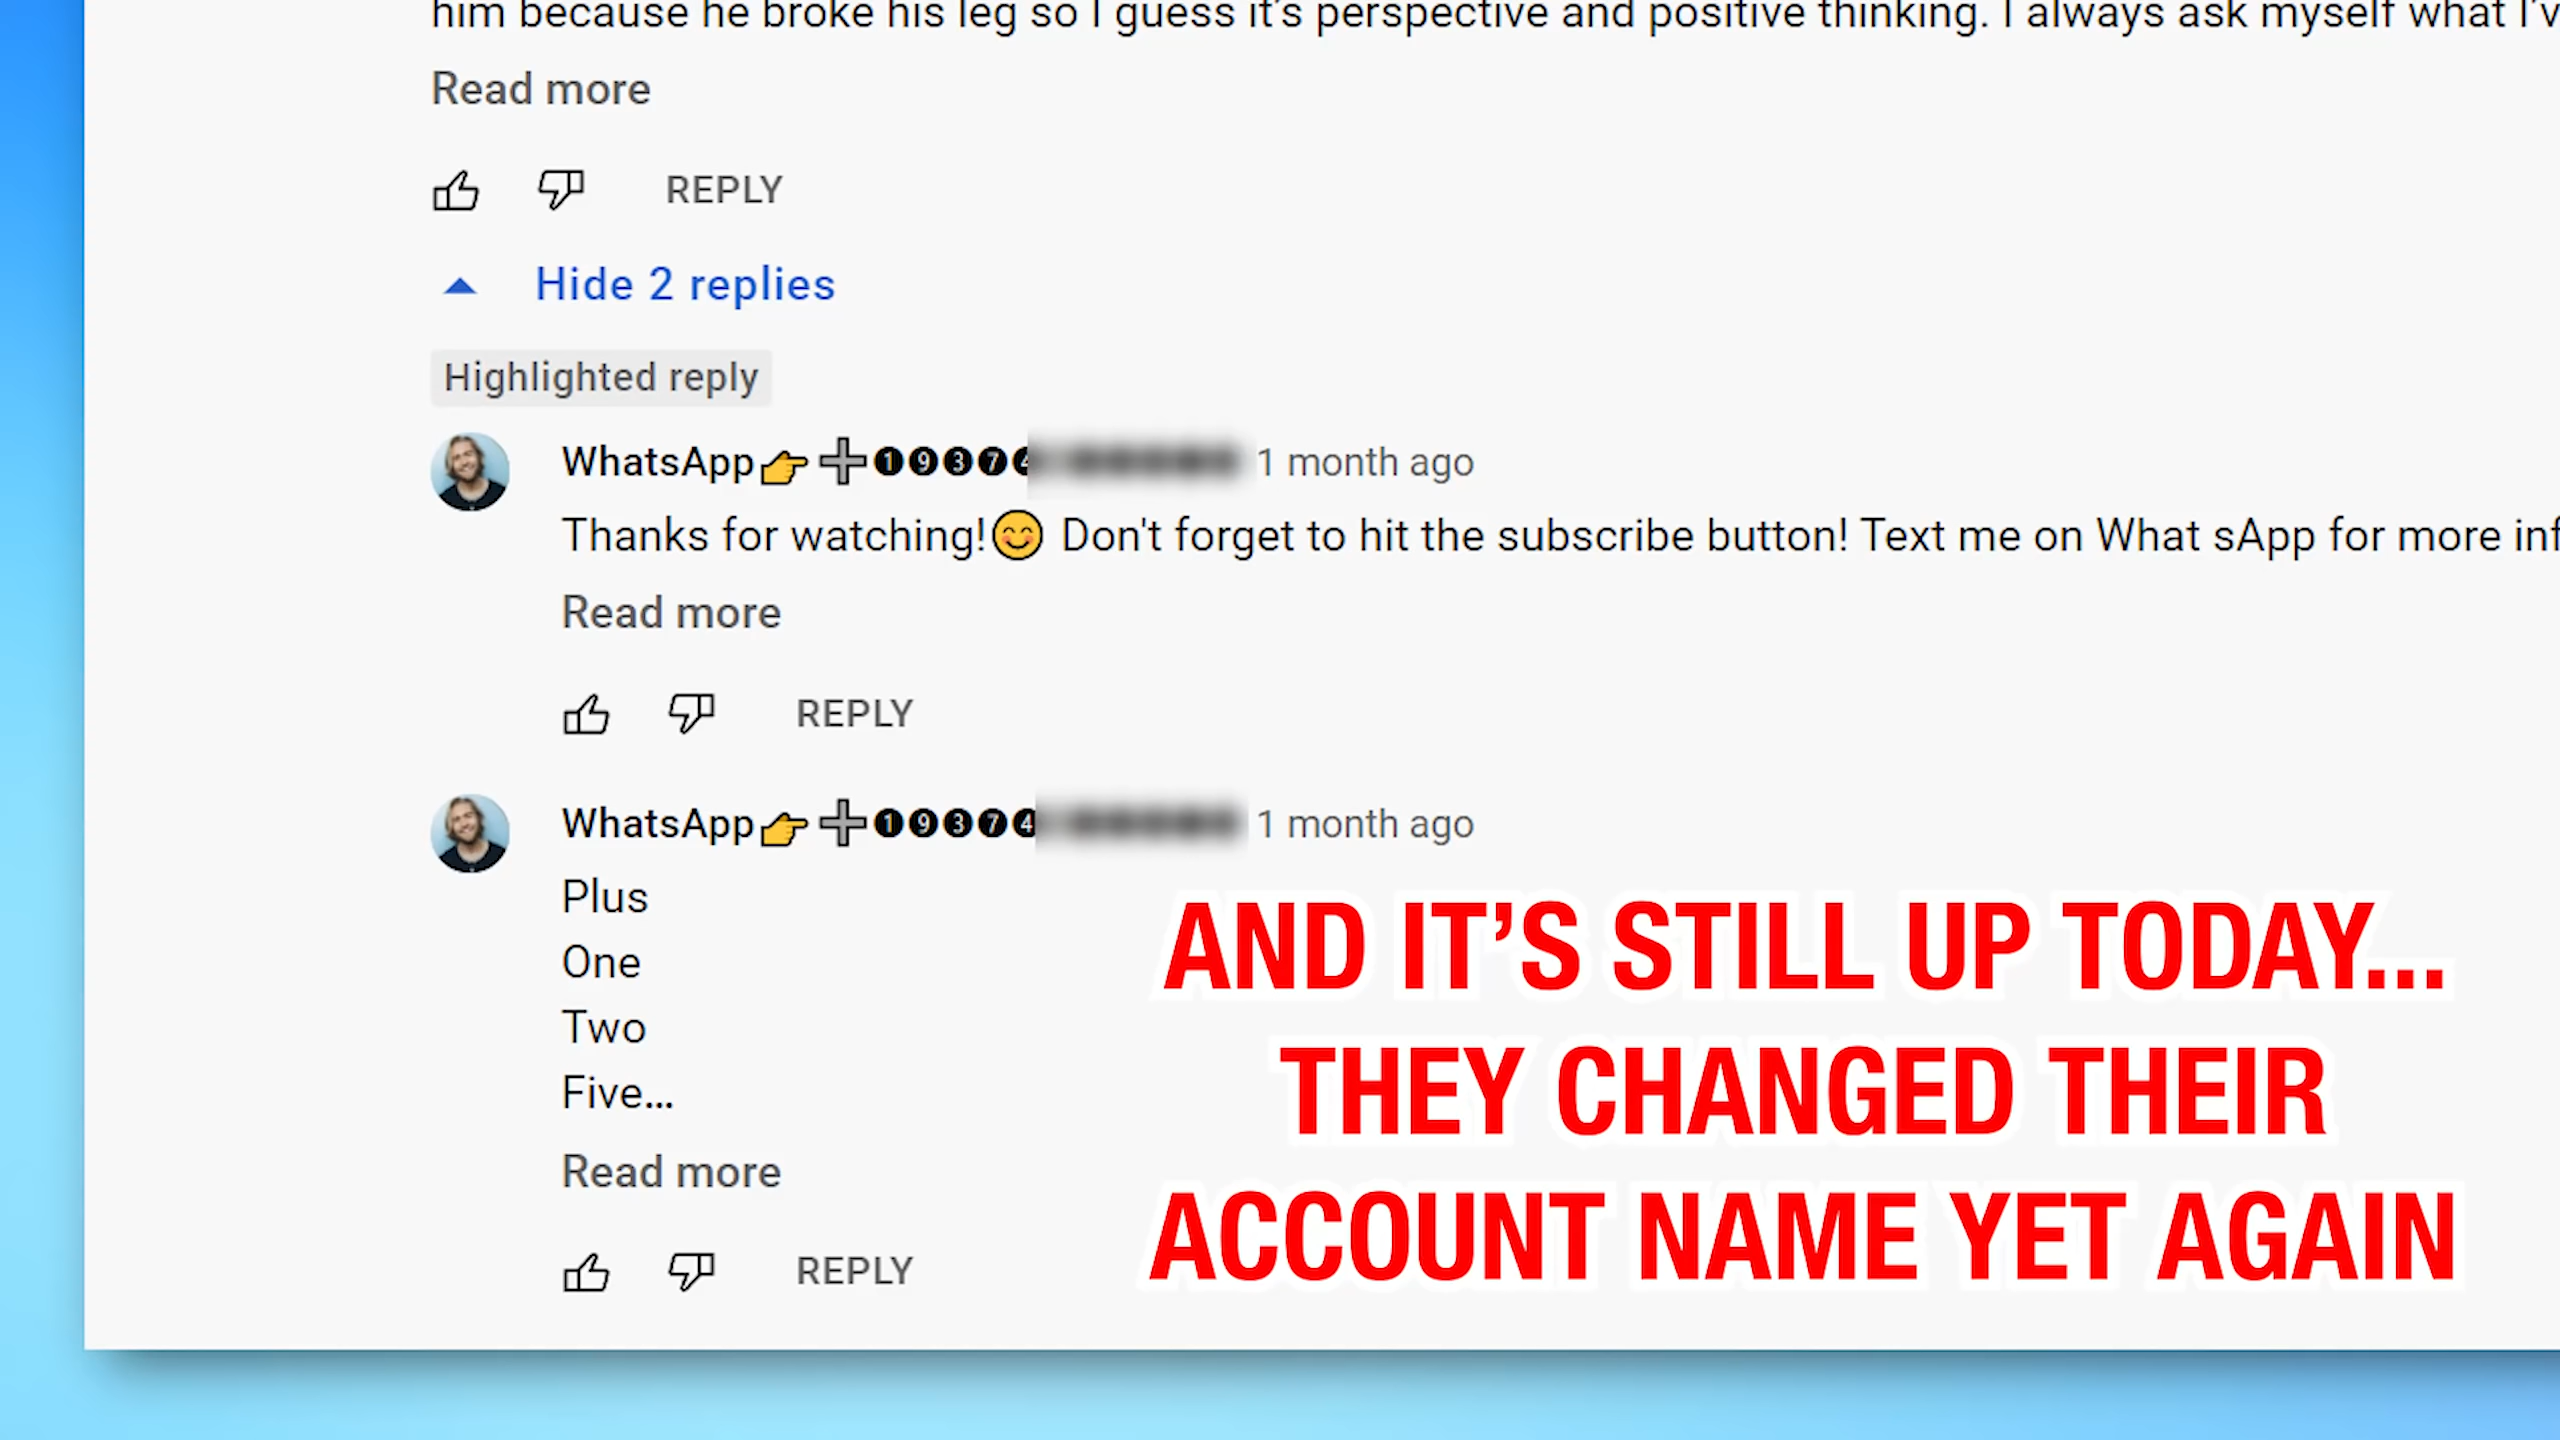 him because he broke his leg so I guess it's perspective and positive thinking. I always ask myself what I'v
Read more
REPLY
Hide 2 replies
Highlighted reply
WhatsApp👉➕❶❾❸❼❹ 1 month ago
Thanks for watching!😊 Don't forget to hit the subscribe button! Text me on What sApp for more inf
Read more
REPLY
WhatsApp👉➕❶❾❸❼❹ 1 month ago
Plus
One
Two
Five...
Read more
REPLY
AND IT'S STILL UP TODAY...
THEY CHANGED THEIR
ACCOUNT NAME YET AGAIN